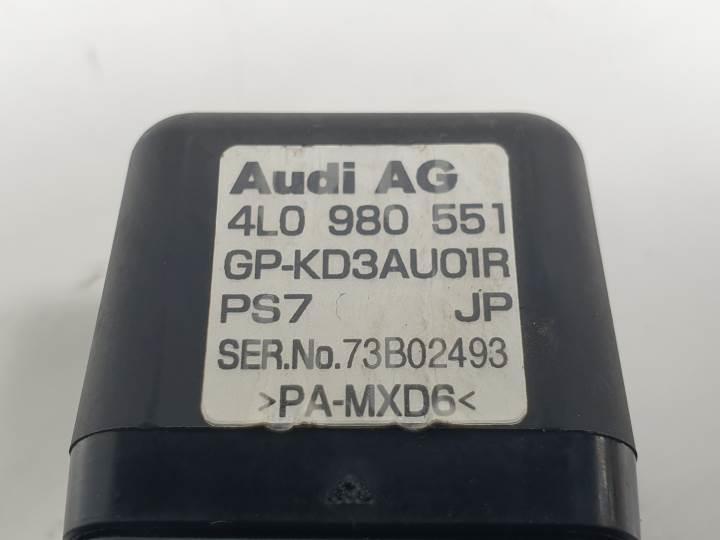 Audi AG
4L0 980 551
GP-KD3AU01R
PS7 JP
SER.No.73B02493
>PA-MXD6<